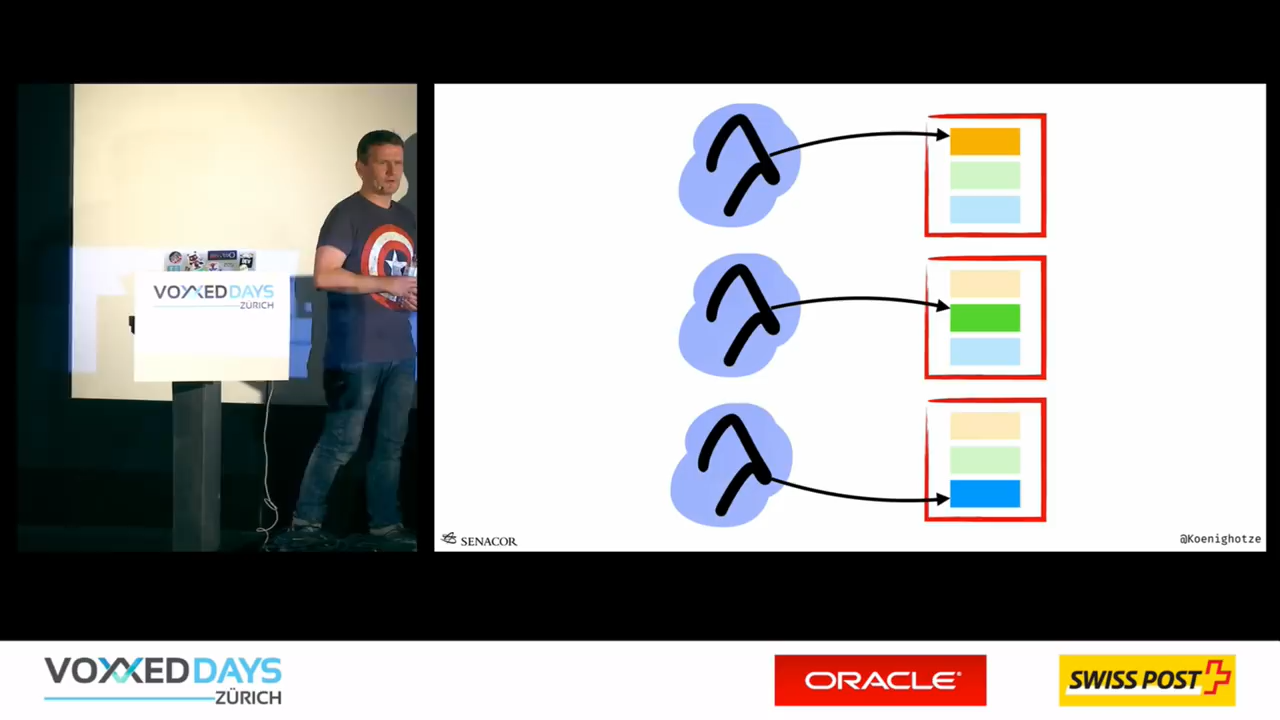 VOXXED DAYS
ZÜRICH
SENACOR
@Koenighotze
VOXXED DAYS
ZÜRICH
ORACLE®
SWISS POST